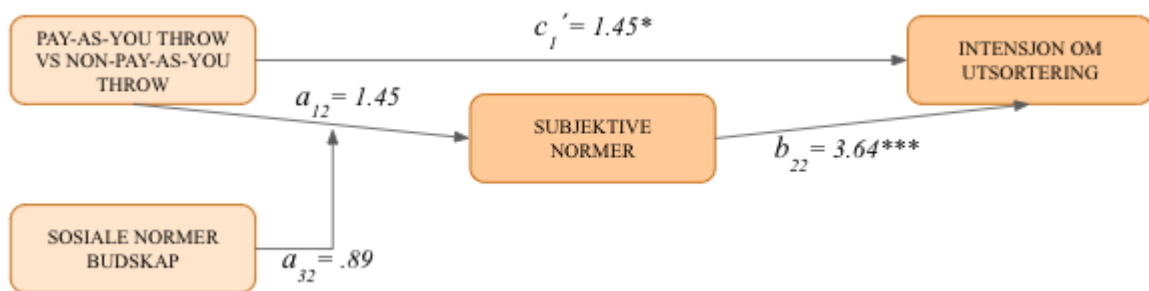 PAY-AS-YOU THROW
VS NON-PAY-AS-YOU
THROW
c₁´= 1.45*
INTENSJON OM
UTSORTERING
a₁₂= 1.45
SUBJEKTIVE
NORMER
b₂₂= 3.64***
SOSIALE NORMER
BUDSKAP
a₃₂= .89